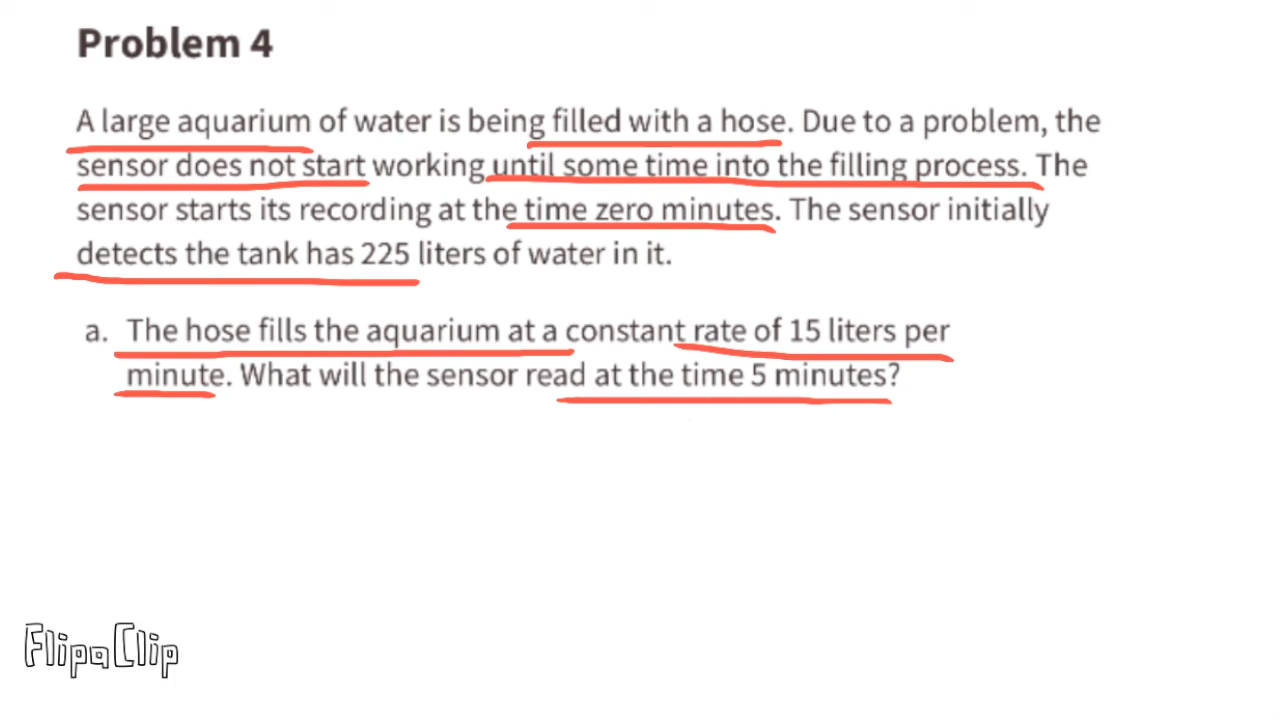 Problem 4
A large aquarium of water is being filled with a hose. Due to a problem, the
sensor does not start working until some time into the filling process. The
sensor starts its recording at the time zero minutes. The sensor initially
detects the tank has 225 liters of water in it.
a. The hose fills the aquarium at a constant rate of 15 liters per
minute. What will the sensor read at the time 5 minutes?
FlipaClip